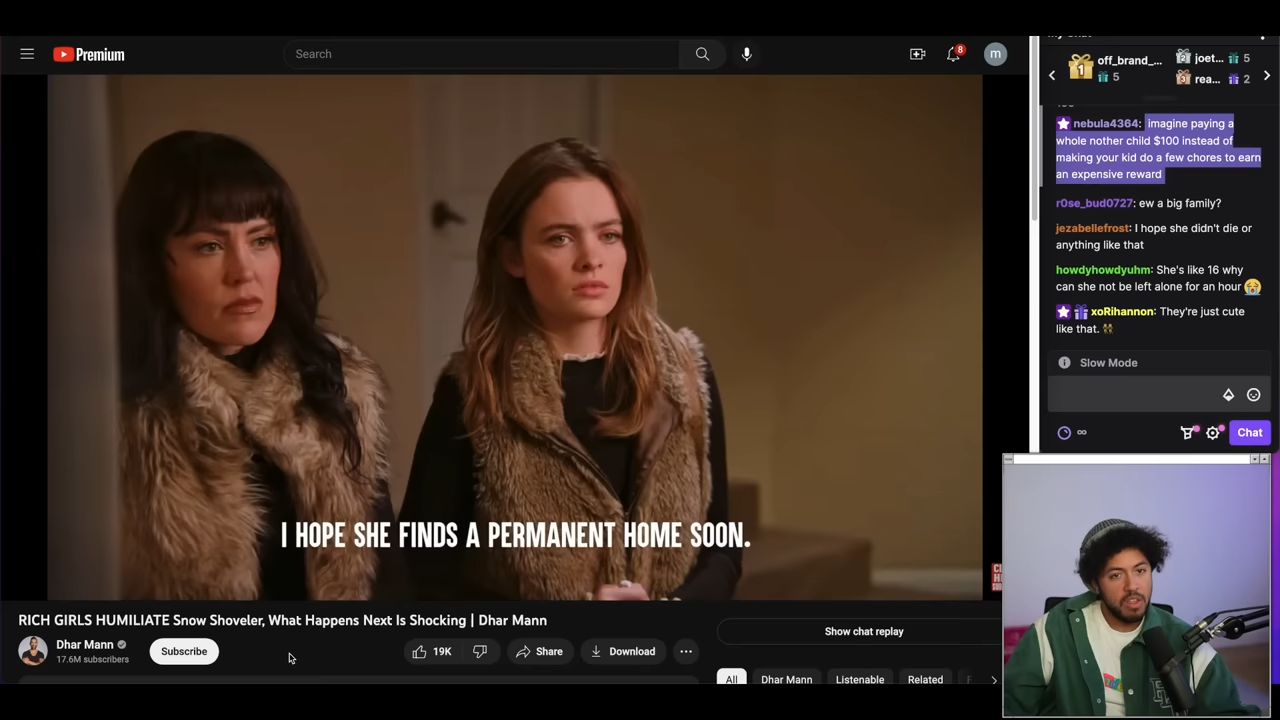 Premium
Search
8
m
off_brand_...
5
joet... 5
rea... 2
nebula4364: imagine paying a
whole nother child $100 instead of
making your kid do a few chores to earn
an expensive reward
r0se_bud0727: ew a big family?
jezabellefrost: I hope she didn't die or
anything like that
howdyhowdyuhm: She's like 16 why
can she not be left alone for an hour
xoRihannon: They're just cute
like that.
Slow Mode
∞
Chat
I HOPE SHE FINDS A PERMANENT HOME SOON.
RICH GIRLS HUMILIATE Snow Shoveler, What Happens Next Is Shocking | Dhar Mann
Dhar Mann
17.6M subscribers
Subscribe
19K
Share
Download
Show chat replay
All
Dhar Mann
Listenable
Related